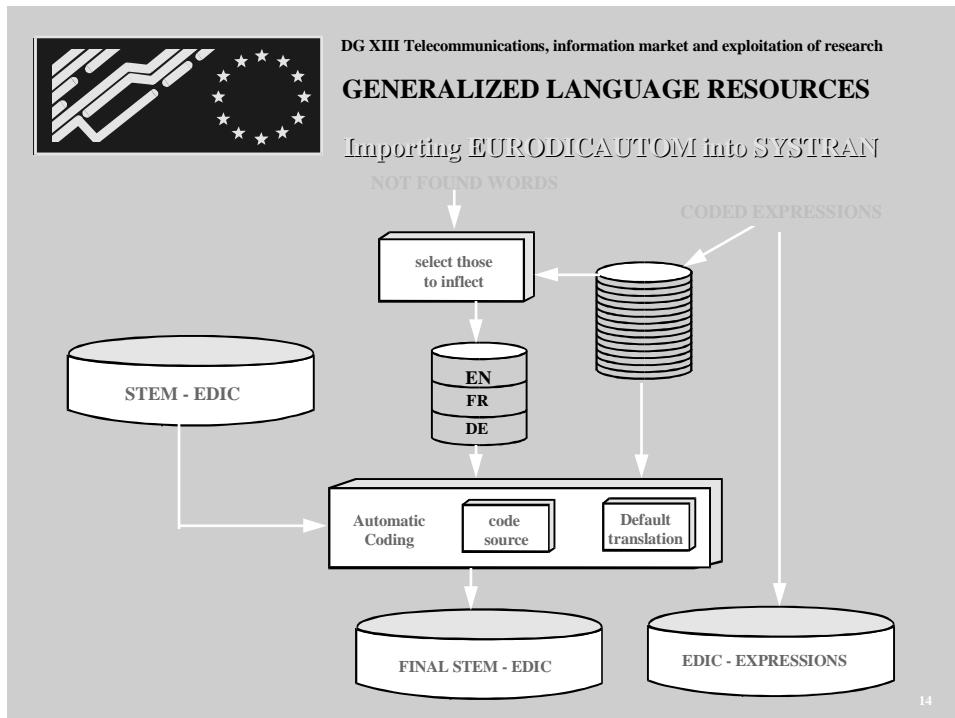 DG XIII Telecommunications, information market and exploitation of research
GENERALIZED LANGUAGE RESOURCES
Importing EURODICAUTOM into SYSTRAN
NOT FOUND WORDS
CODED EXPRESSIONS
select those
to inflect
STEM - EDIC
EN
FR
DE
Automatic
Coding
code
source
Default
translation
FINAL STEM - EDIC
EDIC - EXPRESSIONS
14